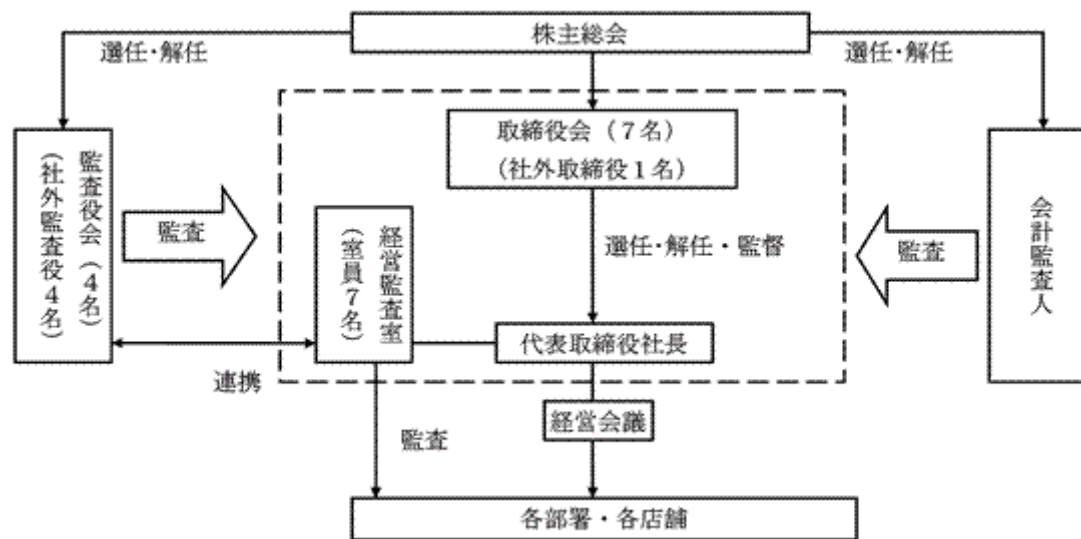 株主総会
選任・解任
選任・解任
取締役会（７名）
（社外取締役１名）
監査役会（４名）
（社外監査役４名）
監査
経営監査室
（室員７名）
選任・解任・監督
監査
会計監査人
代表取締役社長
連携
経営会議
監査
各部署・各店舗